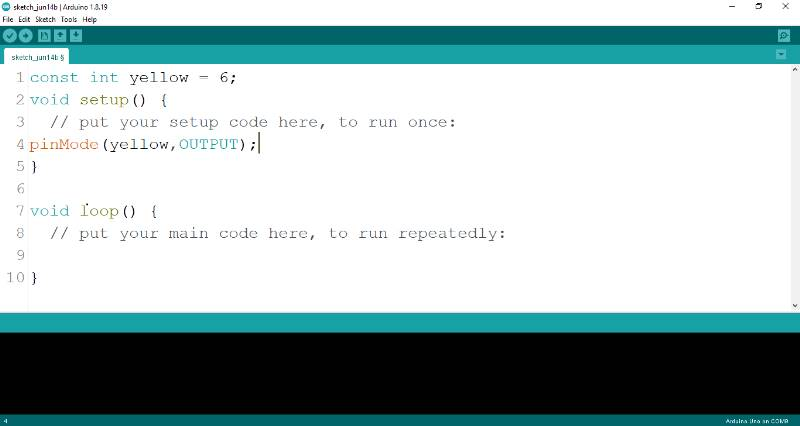 sketch_jun14b | Arduino 1.8.19
File Edit Sketch Tools Help
sketch_jun14b §
1 const int yellow = 6;
2 void setup() {
3 // put your setup code here, to run once:
4 pinMode(yellow,OUTPUT);
5 }
6
7 void loop() {
8 // put your main code here, to run repeatedly:
9
10 }
4 Arduino Uno on COM9